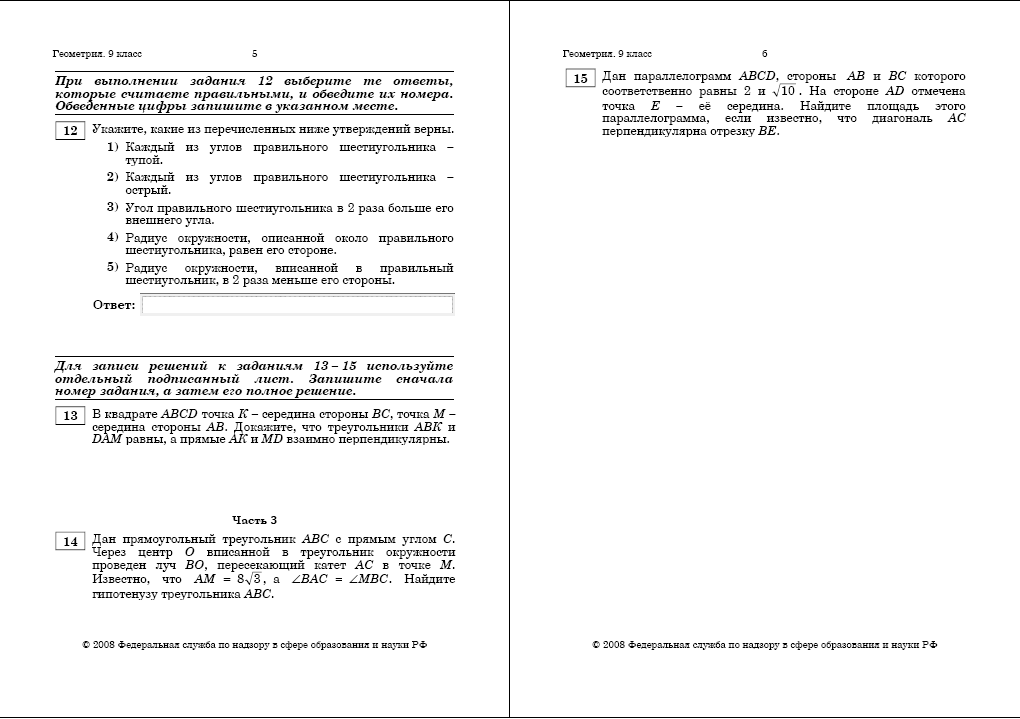 Геометрия. 9 класс 5
При выполнении задания 12 выберите те ответы,
которые считаете правильными, и обведите их номера.
Обведенные цифры запишите в указанном месте.
12 Укажите, какие из перечисленных ниже утверждений верны.
1) Каждый из углов правильного шестиугольника –
тупой.
2) Каждый из углов правильного шестиугольника –
острый.
3) Угол правильного шестиугольника в 2 раза больше его
внешнего угла.
4) Радиус окружности, описанной около правильного
шестиугольника, равен его стороне.
5) Радиус окружности, вписанной в правильный
шестиугольник, в 2 раза меньше его стороны.
Ответ:
Для записи решений к заданиям 13 – 15 используйте
отдельный подписанный лист. Запишите сначала
номер задания, а затем его полное решение.
13 В квадрате ABCD точка K – середина стороны BC, точка M –
середина стороны AB. Докажите, что треугольники ABK и
DAM равны, а прямые AK и MD взаимно перпендикулярны.
Часть 3
14 Дан прямоугольный треугольник ABC с прямым углом C.
Через центр O вписанной в треугольник окружности
проведен луч BO, пересекающий катет AC в точке M.
Известно, что AM = 8√3, а ∠BAC = ∠MBC. Найдите
гипотенузу треугольника ABC.
© 2008 Федеральная служба по надзору в сфере образования и науки РФ
Геометрия. 9 класс 6
15 Дан параллелограмм ABCD, стороны AB и BC которого
соответственно равны 2 и √10. На стороне AD отмечена
точка E – её середина. Найдите площадь этого
параллелограмма, если известно, что диагональ AC
перпендикулярна отрезку BE.
© 2008 Федеральная служба по надзору в сфере образования и науки РФ